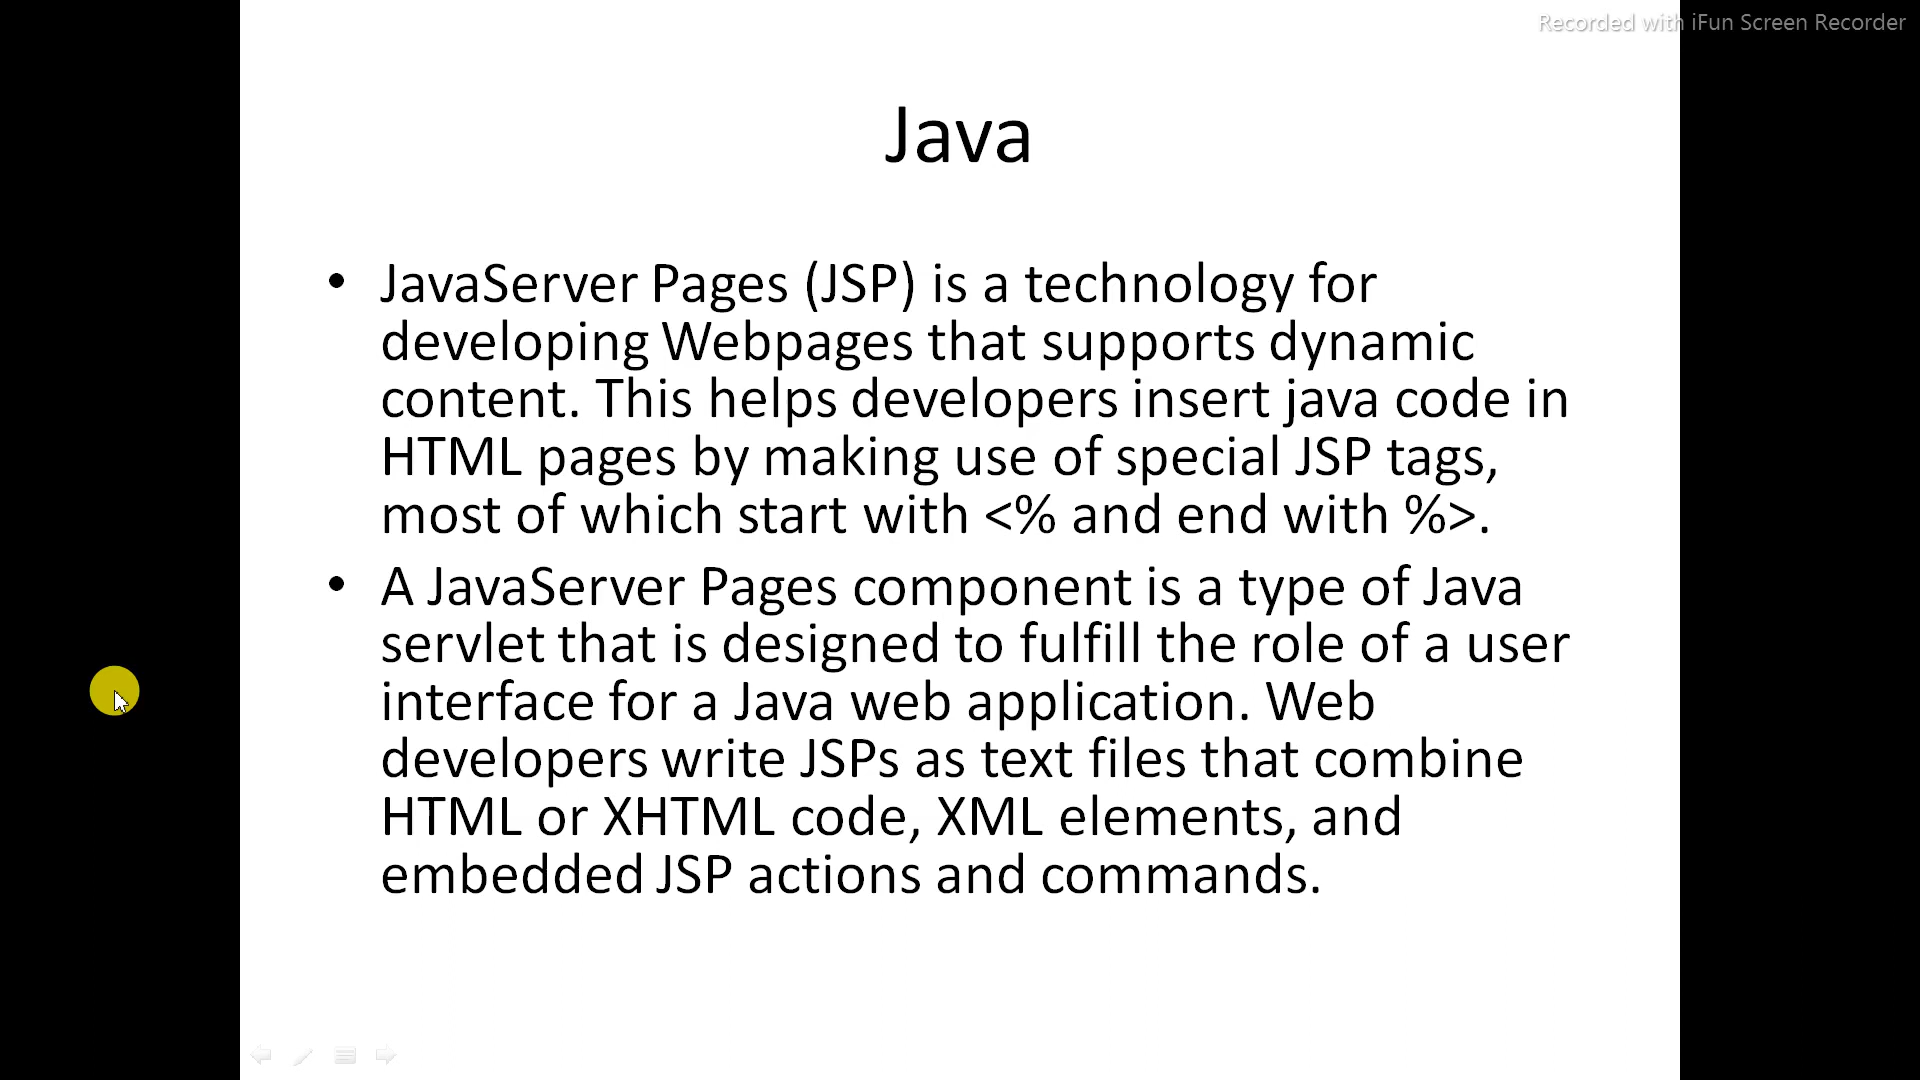 Recorded with iFun Screen Recorder
Java
• JavaServer Pages (JSP) is a technology for
developing Webpages that supports dynamic
content. This helps developers insert java code in
HTML pages by making use of special JSP tags,
most of which start with <% and end with %>.
• A JavaServer Pages component is a type of Java
servlet that is designed to fulfill the role of a user
interface for a Java web application. Web
developers write JSPs as text files that combine
HTML or XHTML code, XML elements, and
embedded JSP actions and commands.